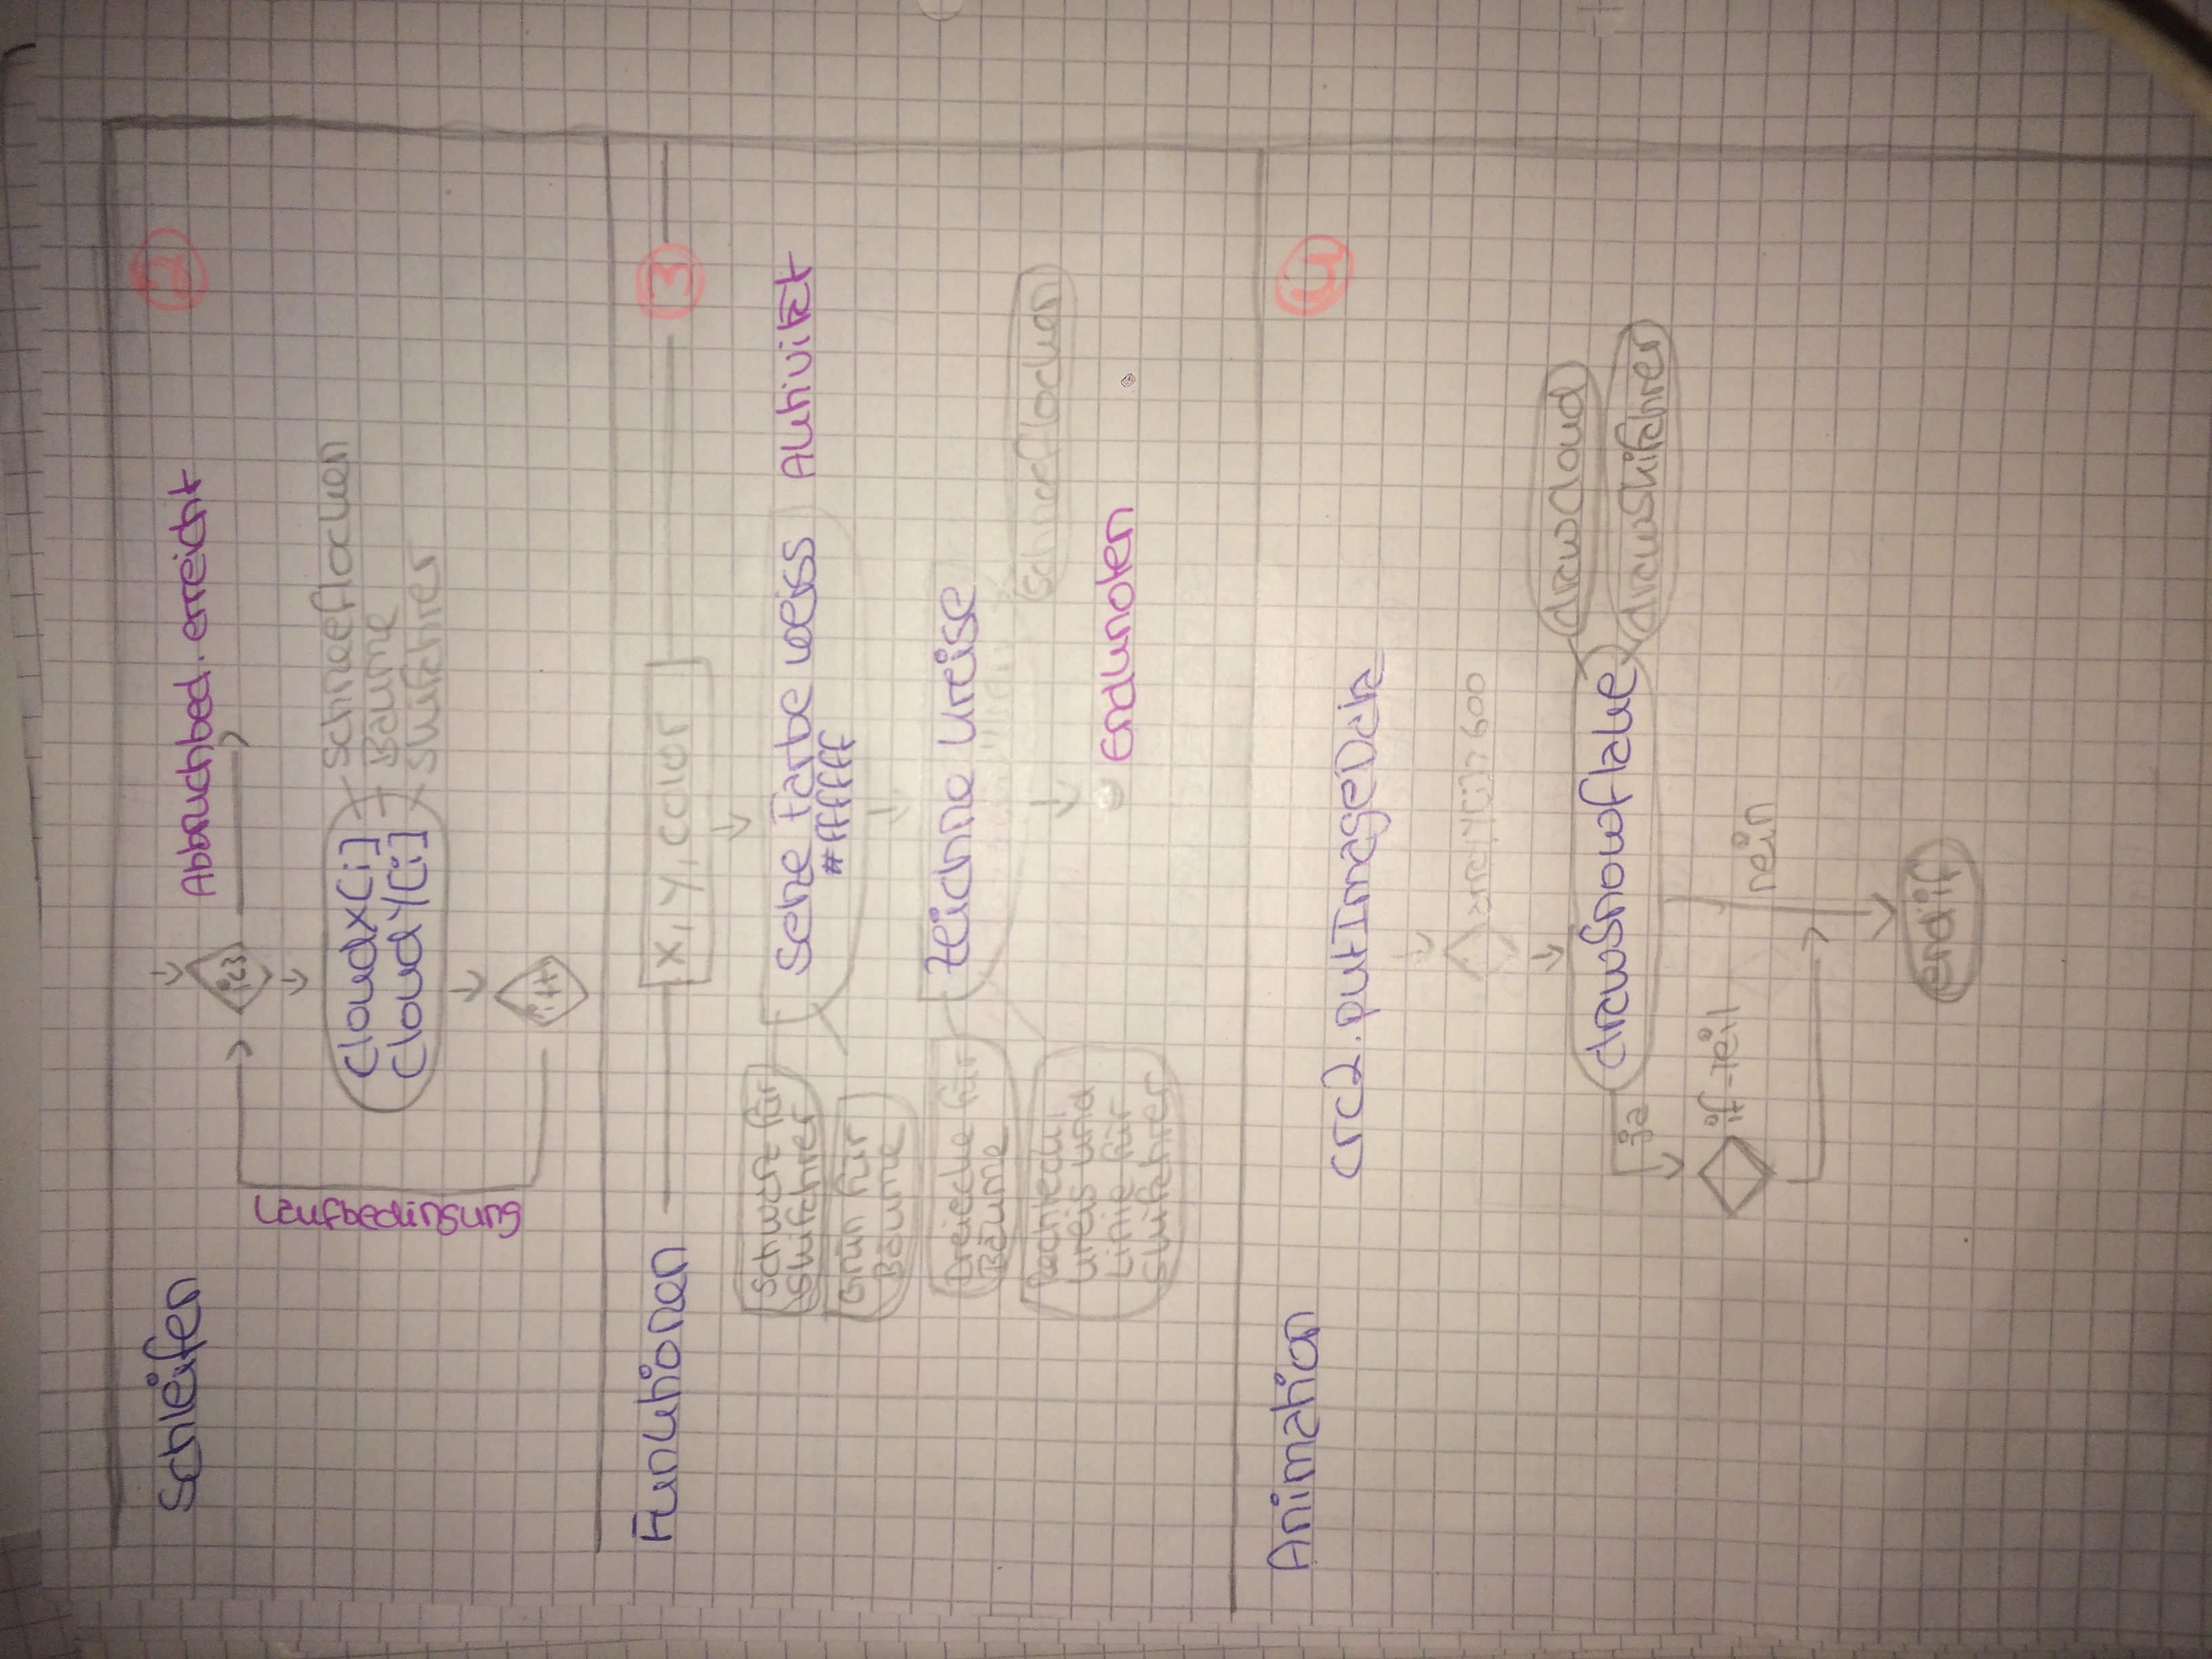 Schleifen
②
Abbruchbed. erreicht
i<3
Laufbedingung
cloudX[i]
cloudY[i]
Schneeflocken
Bäume
Skifahrer
i++
Funktionen
x, y, color
③
Schwarz für
Skifahrer
Setze Farbe weiss
#ffffff
Aktivität
Grün für
Bäume
Dreiecke für
Bäume
Zeichne Kreise
Schneeflocken
Rechteck,
Kreis und
Linie für
Skifahrer
Endknoten
Animation
④
crc2.putImageData
Y[i]>600
drawSnowflake
drawCloud
drawSkifahrer
ja
if-Teil
nein
endif